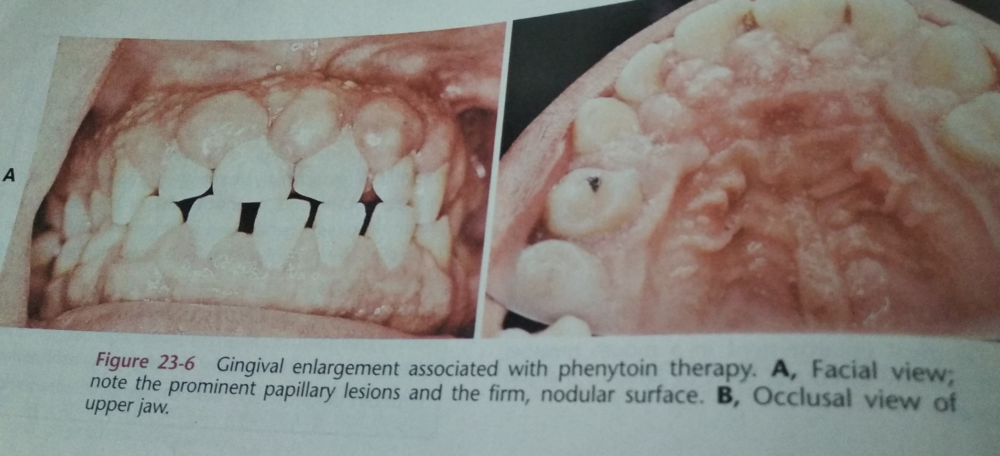 A
Figure 23-6 Gingival enlargement associated with phenytoin therapy. A, Facial view;
note the prominent papillary lesions and the firm, nodular surface. B, Occlusal view of
upper jaw.